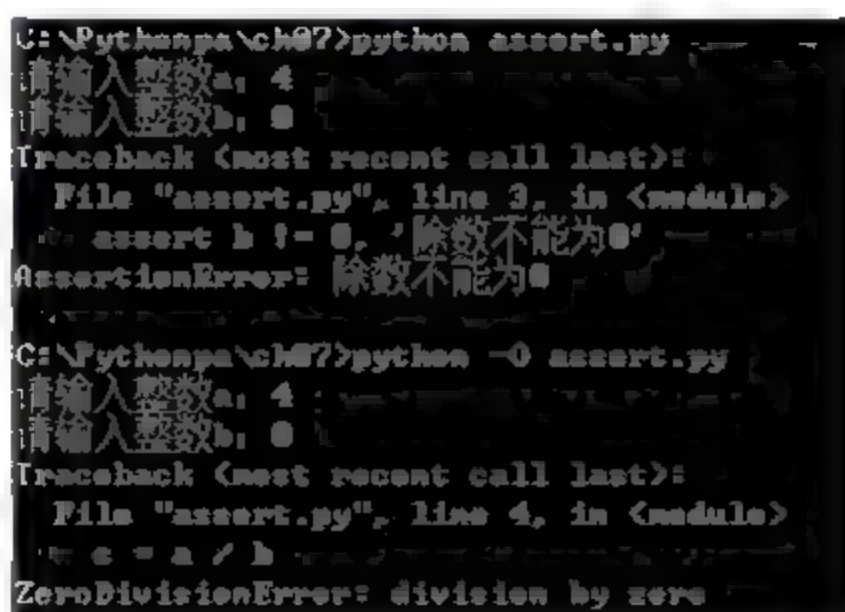 C:\Pythonpa\ch07>python assert.py
请输入整数a: 4
请输入整数b: 0
Traceback (most recent call last):
File "assert.py", line 3, in <module>
assert b != 0, '除数不能为0'
AssertionError: 除数不能为0
C:\Pythonpa\ch07>python -O assert.py
请输入整数a: 4
请输入整数b: 0
Traceback (most recent call last):
File "assert.py", line 4, in <module>
c = a / b
ZeroDivisionError: division by zero